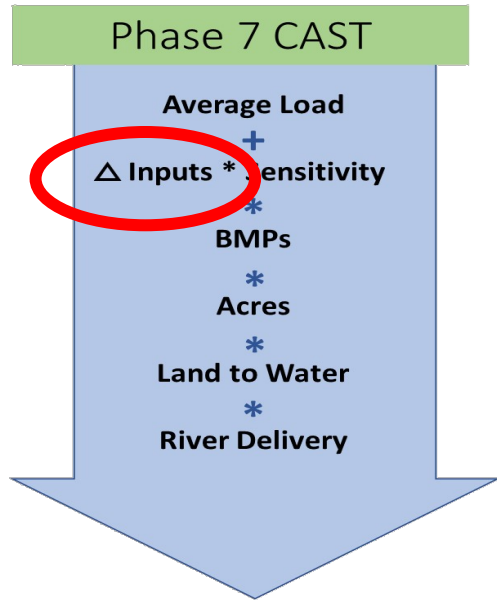 Phase 7 CAST
Average Load
+
△ Inputs * Sensitivity
*
BMPs
*
Acres
*
Land to Water
*
River Delivery